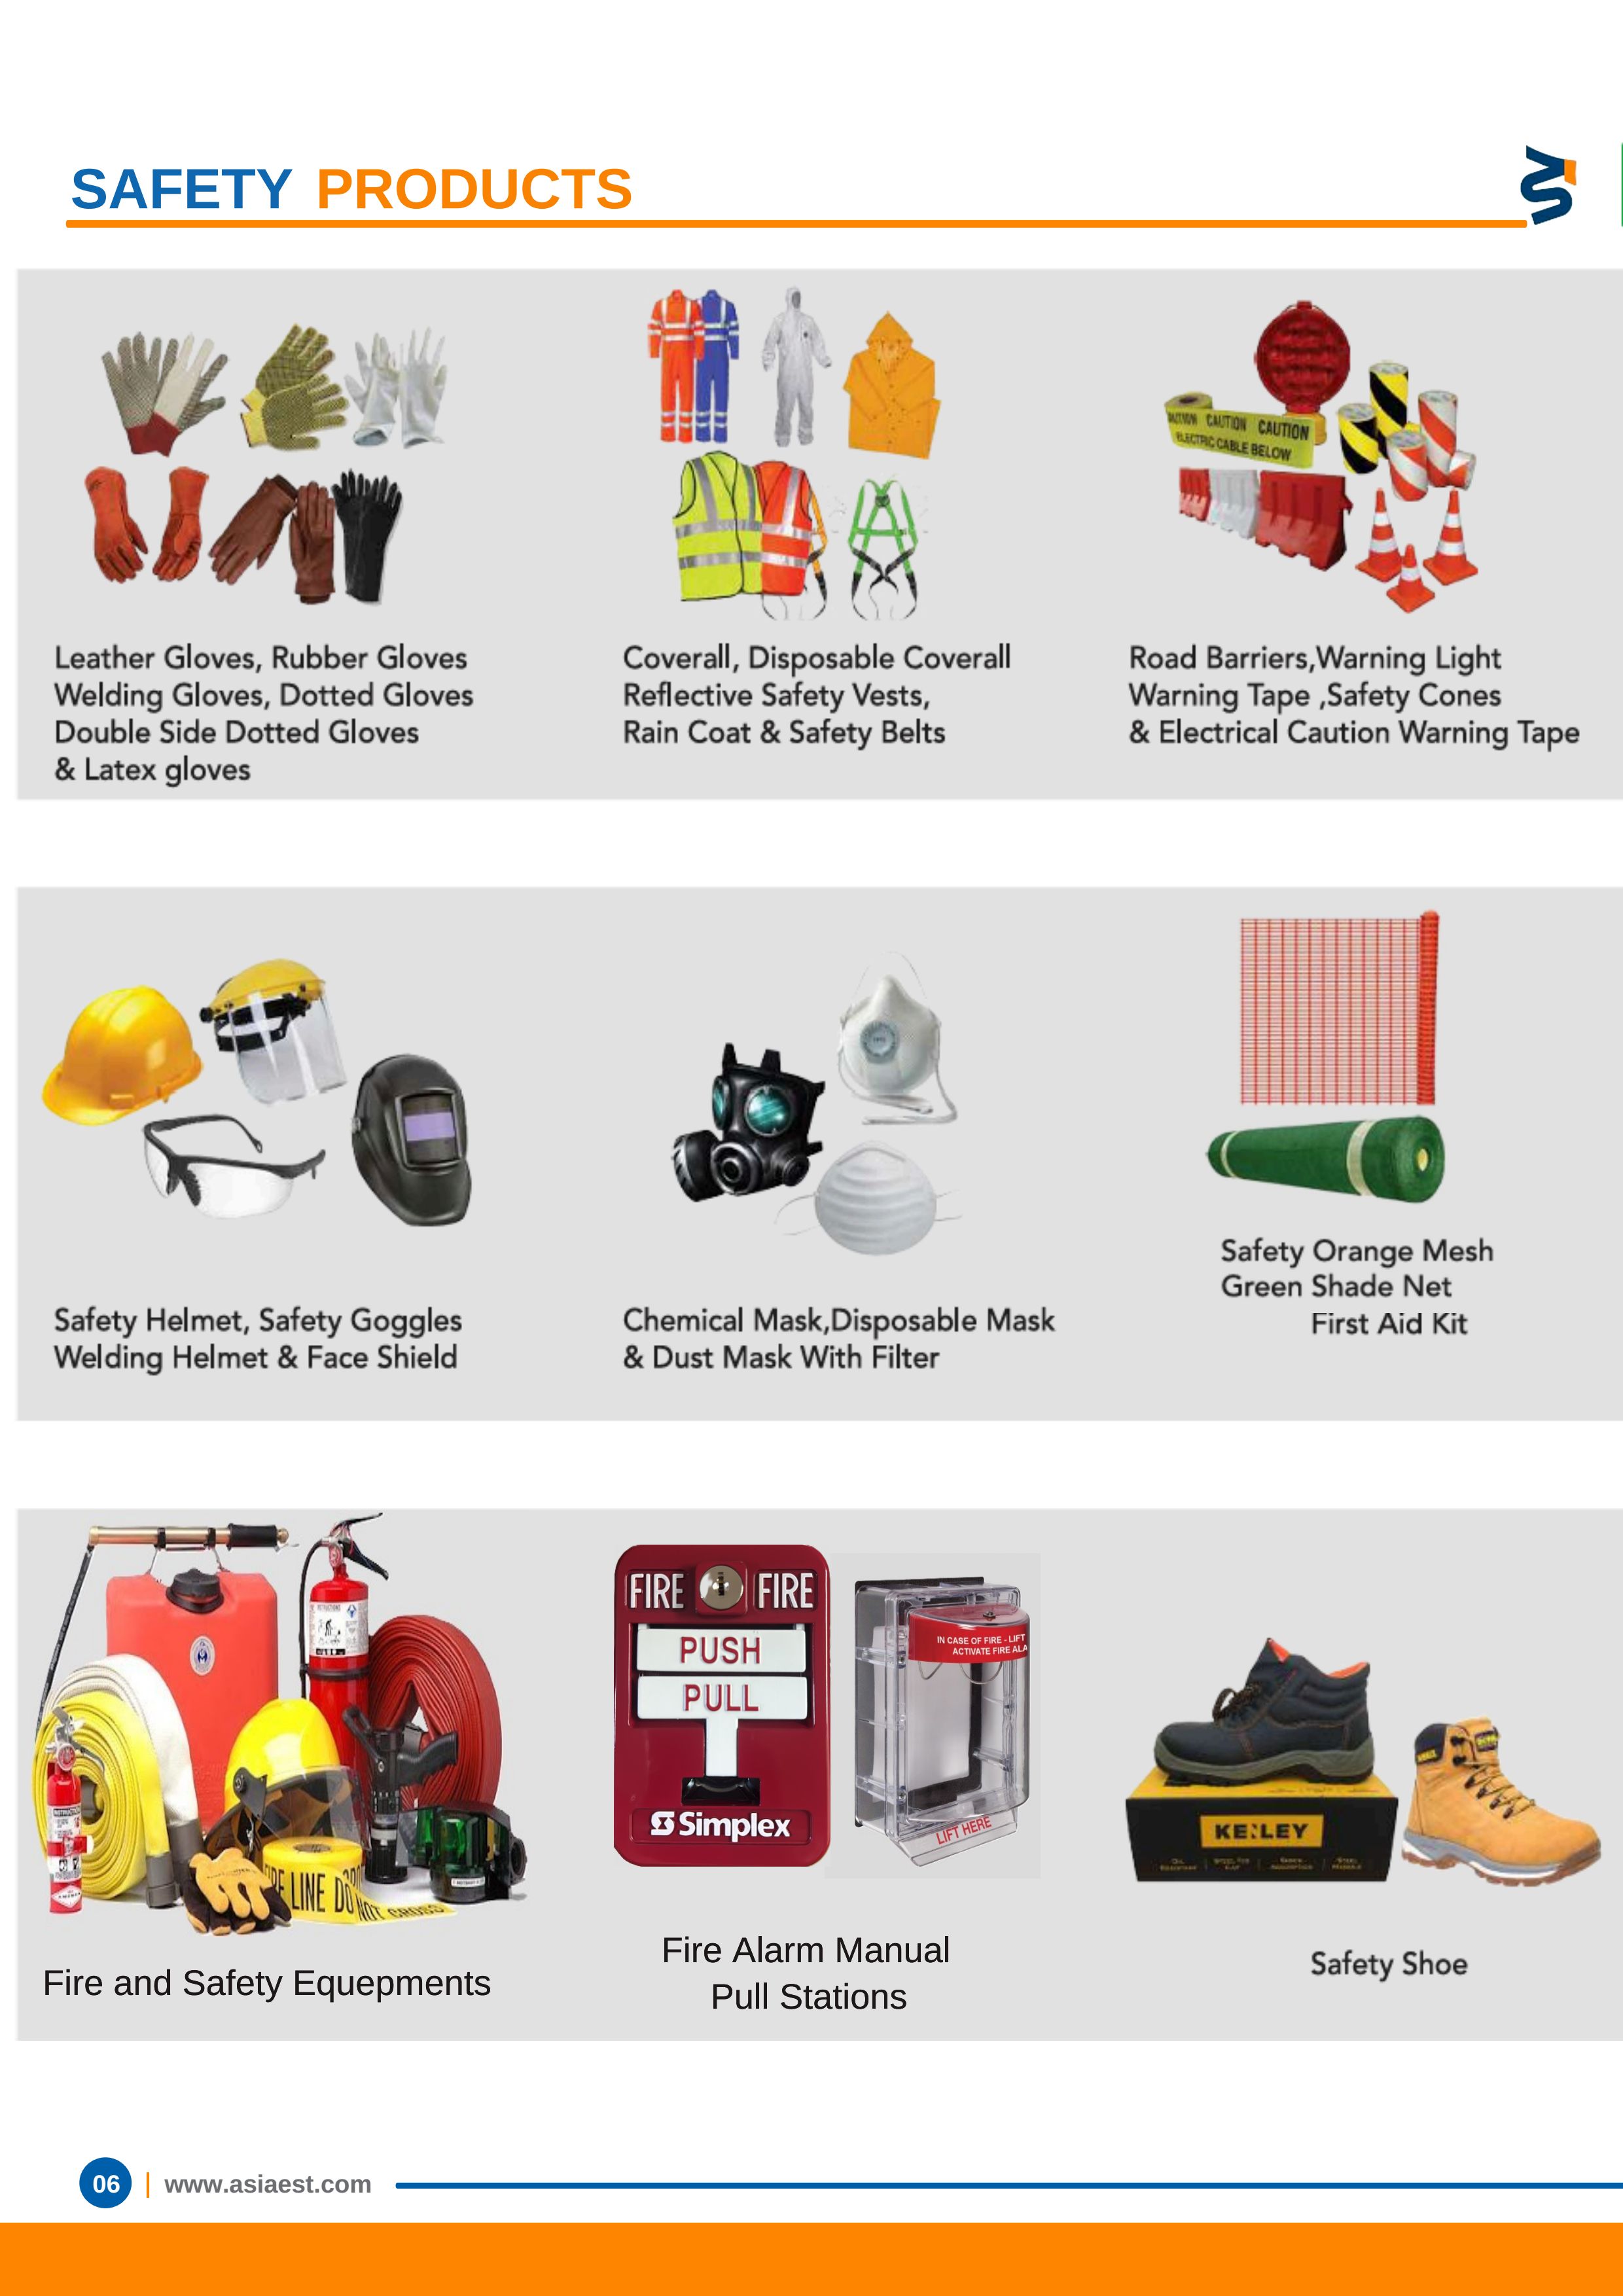 SAFETY PRODUCTS
CAUTION CAUTION
ELECTRIC CABLE BELOW
Leather Gloves, Rubber Gloves
Welding Gloves, Dotted Gloves
Double Side Dotted Gloves
& Latex gloves
Coverall, Disposable Coverall
Reflective Safety Vests,
Rain Coat & Safety Belts
Road Barriers,Warning Light
Warning Tape ,Safety Cones
& Electrical Caution Warning Tape
Safety Helmet, Safety Goggles
Welding Helmet & Face Shield
Chemical Mask,Disposable Mask
& Dust Mask With Filter
Safety Orange Mesh
Green Shade Net
First Aid Kit
LINE DO NOT CROSS
Fire and Safety Equepments
FIRE FIRE
PUSH
PULL
Simplex
IN CASE OF FIRE - LIFT
ACTIVATE FIRE ALA
LIFT HERE
Fire Alarm Manual
Pull Stations
KENLEY
Safety Shoe
06 | www.asiaest.com